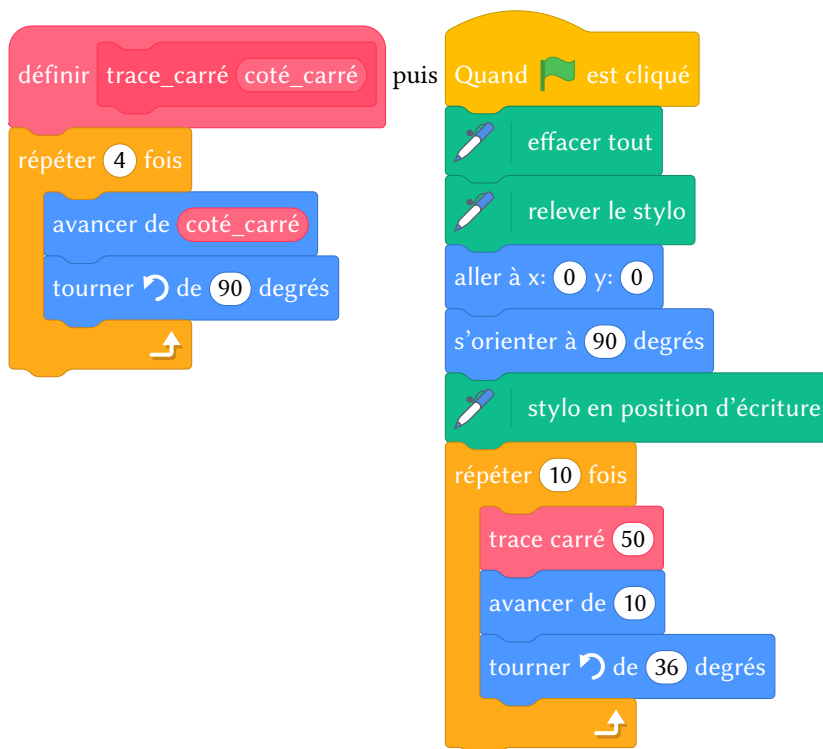 définir trace_carré coté_carré
répéter 4 fois
avancer de coté_carré
tourner de 90 degrés
puis
Quand est cliqué
effacer tout
relever le stylo
aller à x: 0 y: 0
s'orienter à 90 degrés
stylo en position d'écriture
répéter 10 fois
trace carré 50
avancer de 10
tourner de 36 degrés